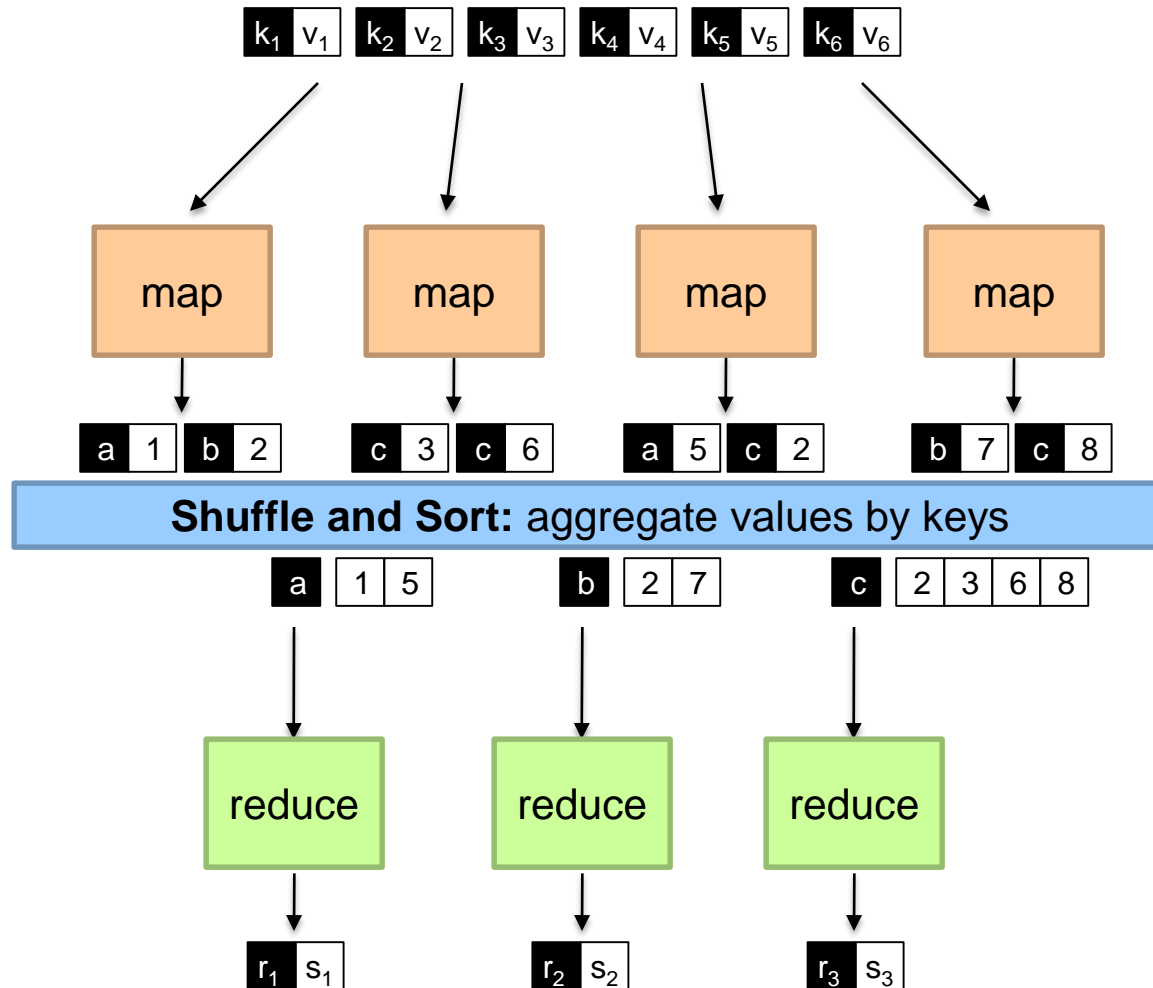 k₁ v₁ k₂ v₂ k₃ v₃ k₄ v₄ k₅ v₅ k₆ v₆
map map map map
a 1 b 2 c 3 c 6 a 5 c 2 b 7 c 8
Shuffle and Sort: aggregate values by keys
a 1 5 b 2 7 c 2 3 6 8
reduce reduce reduce
r₁ s₁ r₂ s₂ r₃ s₃